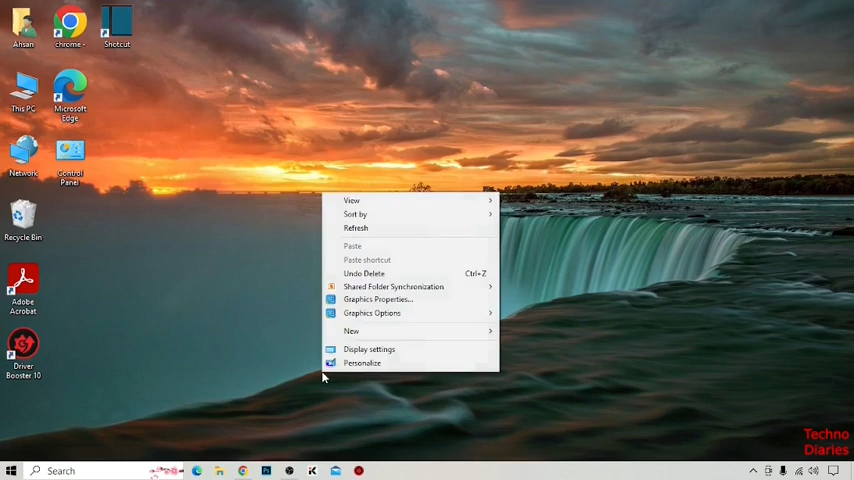 Ahsan
chrome -
Shotcut
This PC
Microsoft
Edge
Network
Control
Panel
Recycle Bin
Adobe
Acrobat
Driver
Booster 10
View
Sort by
Refresh
Paste
Paste shortcut
Undo Delete Ctrl+Z
Shared Folder Synchronization
Graphics Properties...
Graphics Options
New
Display settings
Personalize
Techno
Diaries
Search